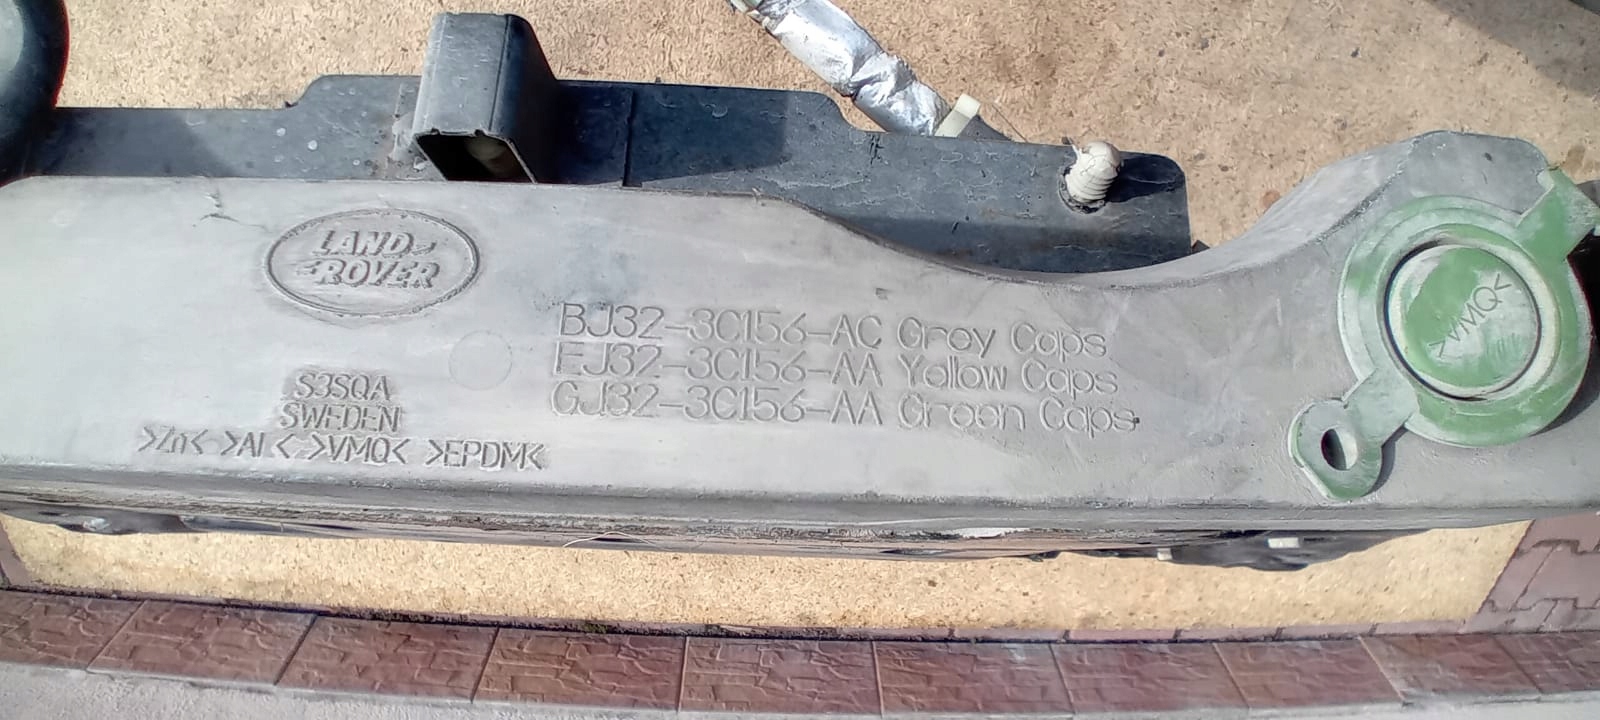 LAND
ROVER
BJ32-3C156-AC Grey Caps
EJ32-3C156-AA Yellow Caps
GJ32-3C156-AA Green Caps
S3SQA
SWEDEN
>Zn< >Al< >VMQ< >EPDM<
>VMQ<